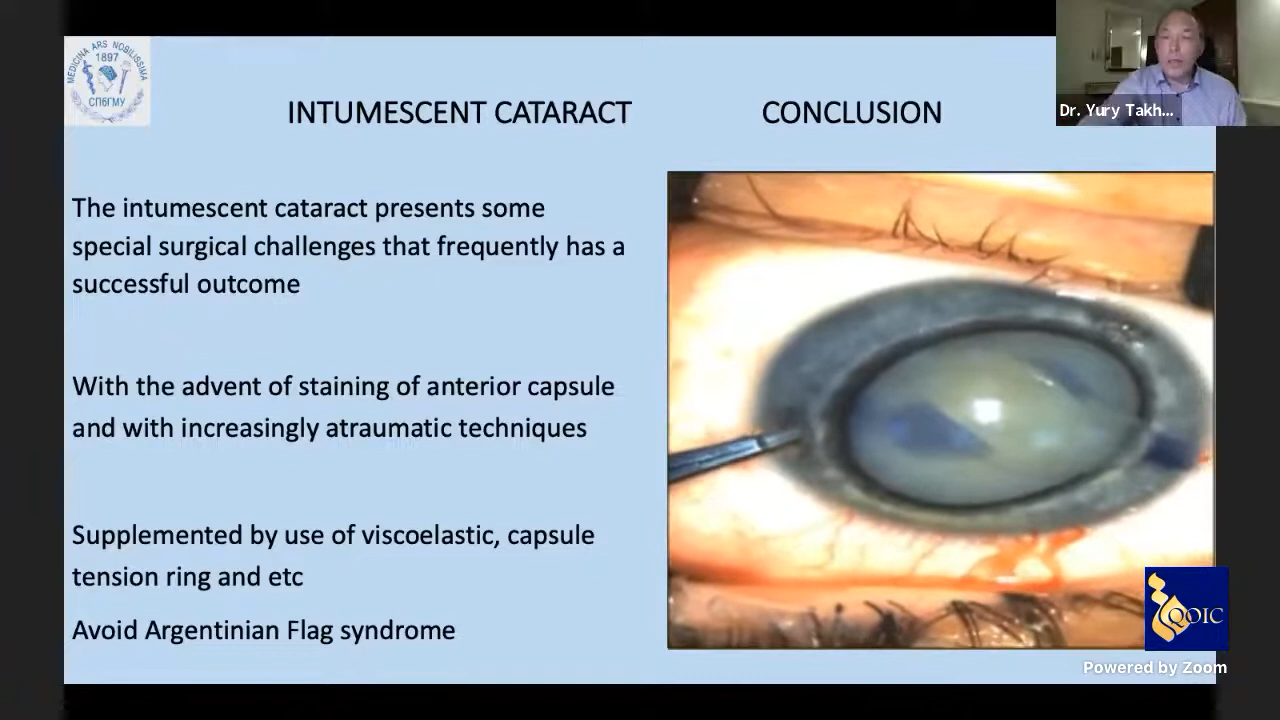 MEDICINA ARS NOBILISSIMA
1897
СПбГМУ
INTUMESCENT CATARACT CONCLUSION
Dr. Yury Takh...
The intumescent cataract presents some
special surgical challenges that frequently has a
successful outcome
With the advent of staining of anterior capsule
and with increasingly atraumatic techniques
Supplemented by use of viscoelastic, capsule
tension ring and etc
Avoid Argentinian Flag syndrome
QOIC
Powered by Zoom